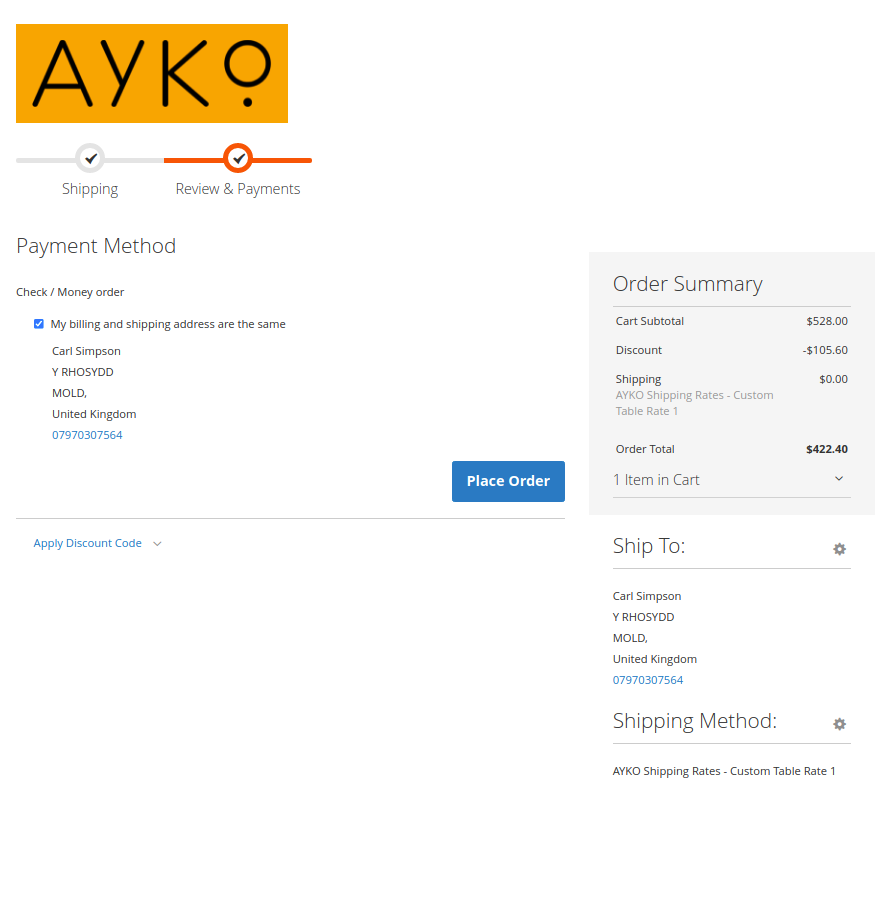 AYKO
Shipping
Review & Payments
Payment Method
Check / Money order
My billing and shipping address are the same
Carl Simpson
Y RHOSYDD
MOLD,
United Kingdom
07970307564
Place Order
Apply Discount Code
Order Summary
Cart Subtotal $528.00
Discount -$105.60
Shipping $0.00
AYKO Shipping Rates - Custom
Table Rate 1
Order Total $422.40
1 Item in Cart
Ship To:
Carl Simpson
Y RHOSYDD
MOLD,
United Kingdom
07970307564
Shipping Method:
AYKO Shipping Rates - Custom Table Rate 1